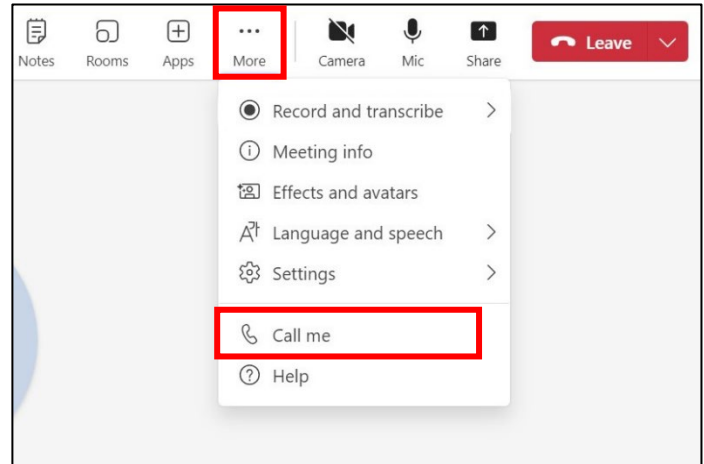 Notes Rooms Apps More Camera Mic Share Leave
Record and transcribe
Meeting info
Effects and avatars
Language and speech
Settings
Call me
Help